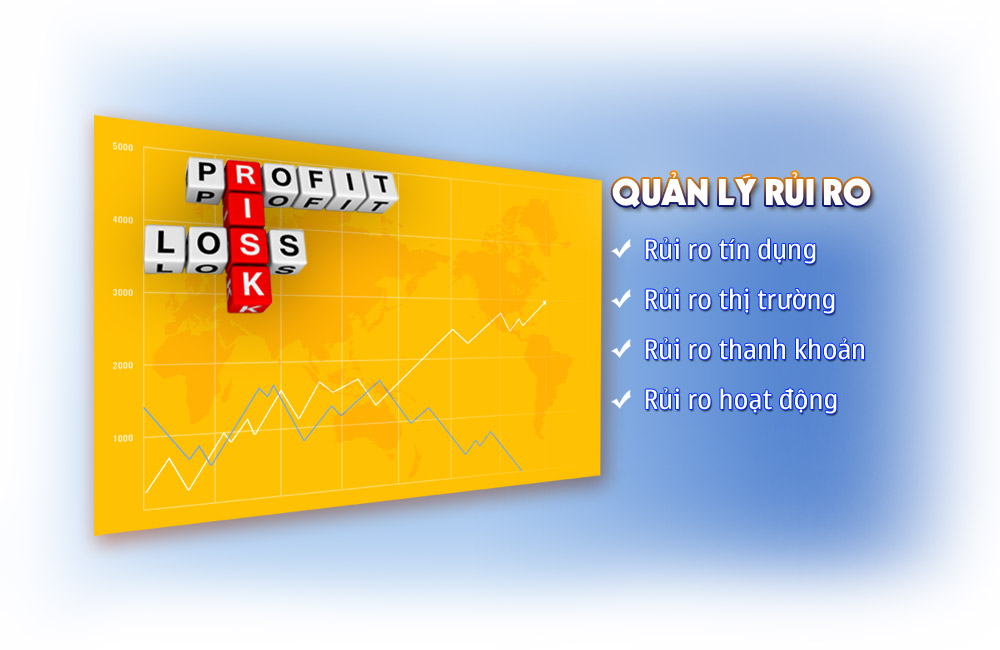 5000
4000
3000
2000
1000
PROFIT
RISK
LOSS
QUẢN LÝ RỦI RO
Rủi ro tín dụng
Rủi ro thị trường
Rủi ro thanh khoản
Rủi ro hoạt động